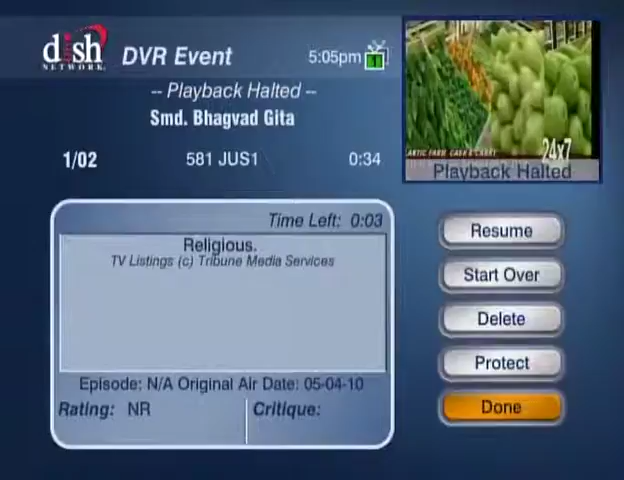 dish
NETWORK
DVR Event
5:05pm
1
-- Playback Halted --
Smd. Bhagvad Gita
1/02
581 JUS1
0:34
24x7
Playback Halted
Time Left: 0:03
Religious.
TV Listings (c) Tribune Media Services
Episode: N/A Original Air Date: 05-04-10
Rating: NR
Critique:
Resume
Start Over
Delete
Protect
Done